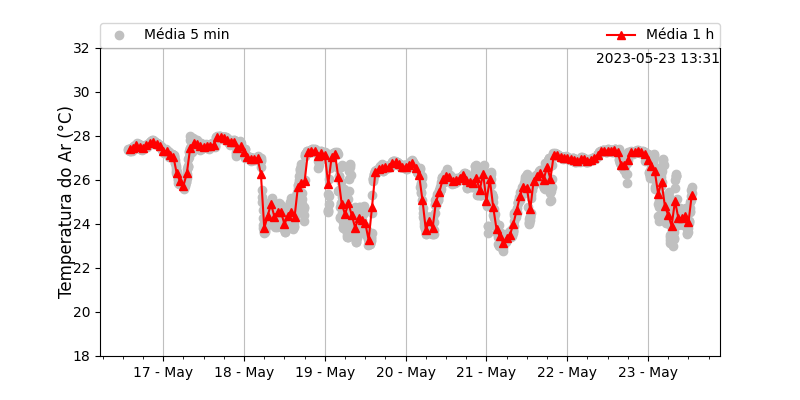 Média 5 min
Média 1 h
2023-05-23 13:31
Temperatura do Ar (°C)
32
30
28
26
24
22
20
18
17 - May
18 - May
19 - May
20 - May
21 - May
22 - May
23 - May